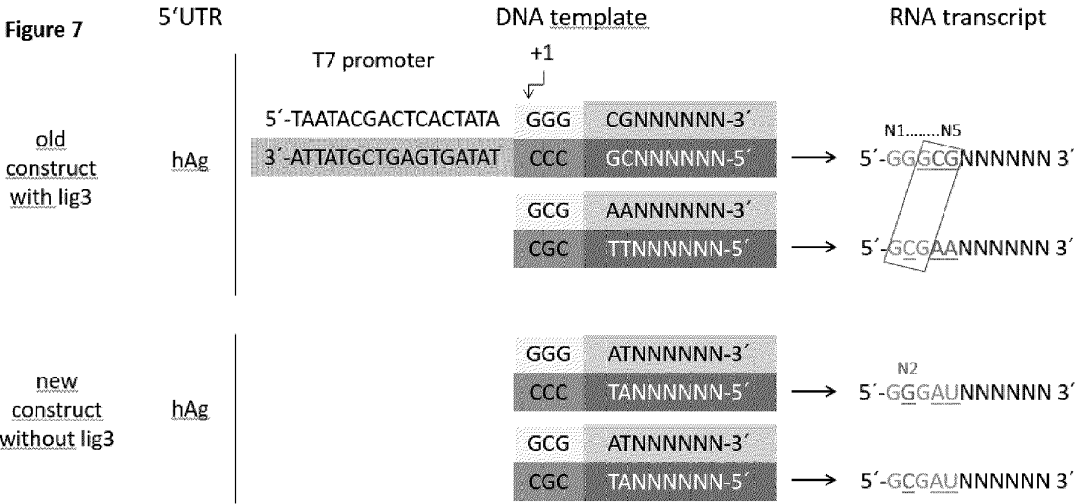 Figure 7
5‘UTR
DNA template
RNA transcript
T7 promoter
+1
old
construct
with lig3
hAg
5´-TAATACGACTCACTATA GGG CGNNNNNN-3´
3´-ATTATGCTGAGTGATAT CCC GCNNNNNN-5´
N1........N5
5´-GGGCGNNNNNN 3´
GCG AANNNNNN-3´
CGC TTNNNNNN-5´
5´-GCGAANNNNNN 3´
new
construct
without lig3
hAg
GGG ATNNNNNN-3´
CCC TANNNNNN-5´
N2
5´-GGGAUNNNNNN 3´
GCG ATNNNNNN-3´
CGC TANNNNNN-5´
5´-GCGAUNNNNNN 3´